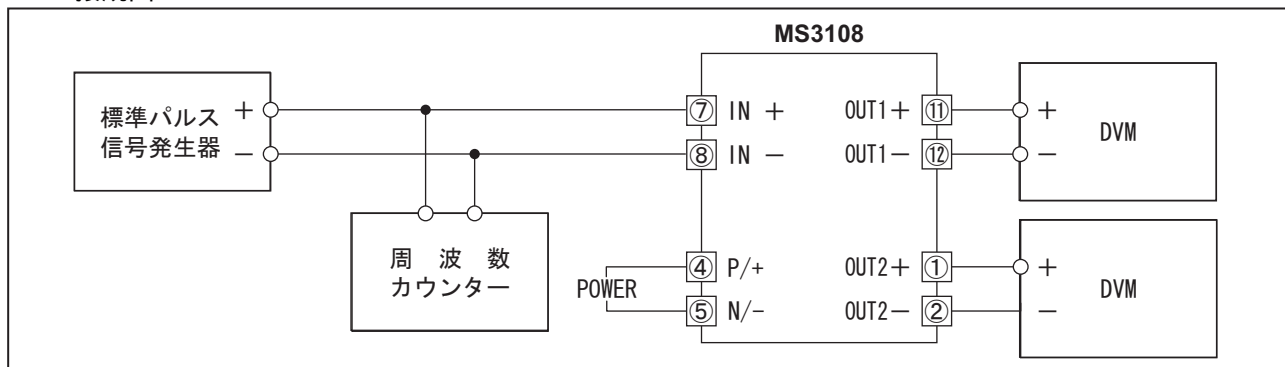 MS3108
標準パルス
信号発生器
+
−
周 波 数
カウンター
POWER
⑦ IN +
⑧ IN −
④ P/+
⑤ N/−
OUT1+ ⑪
OUT1− ⑫
OUT2+ ①
OUT2− ②
+
−
DVM
+
−
DVM